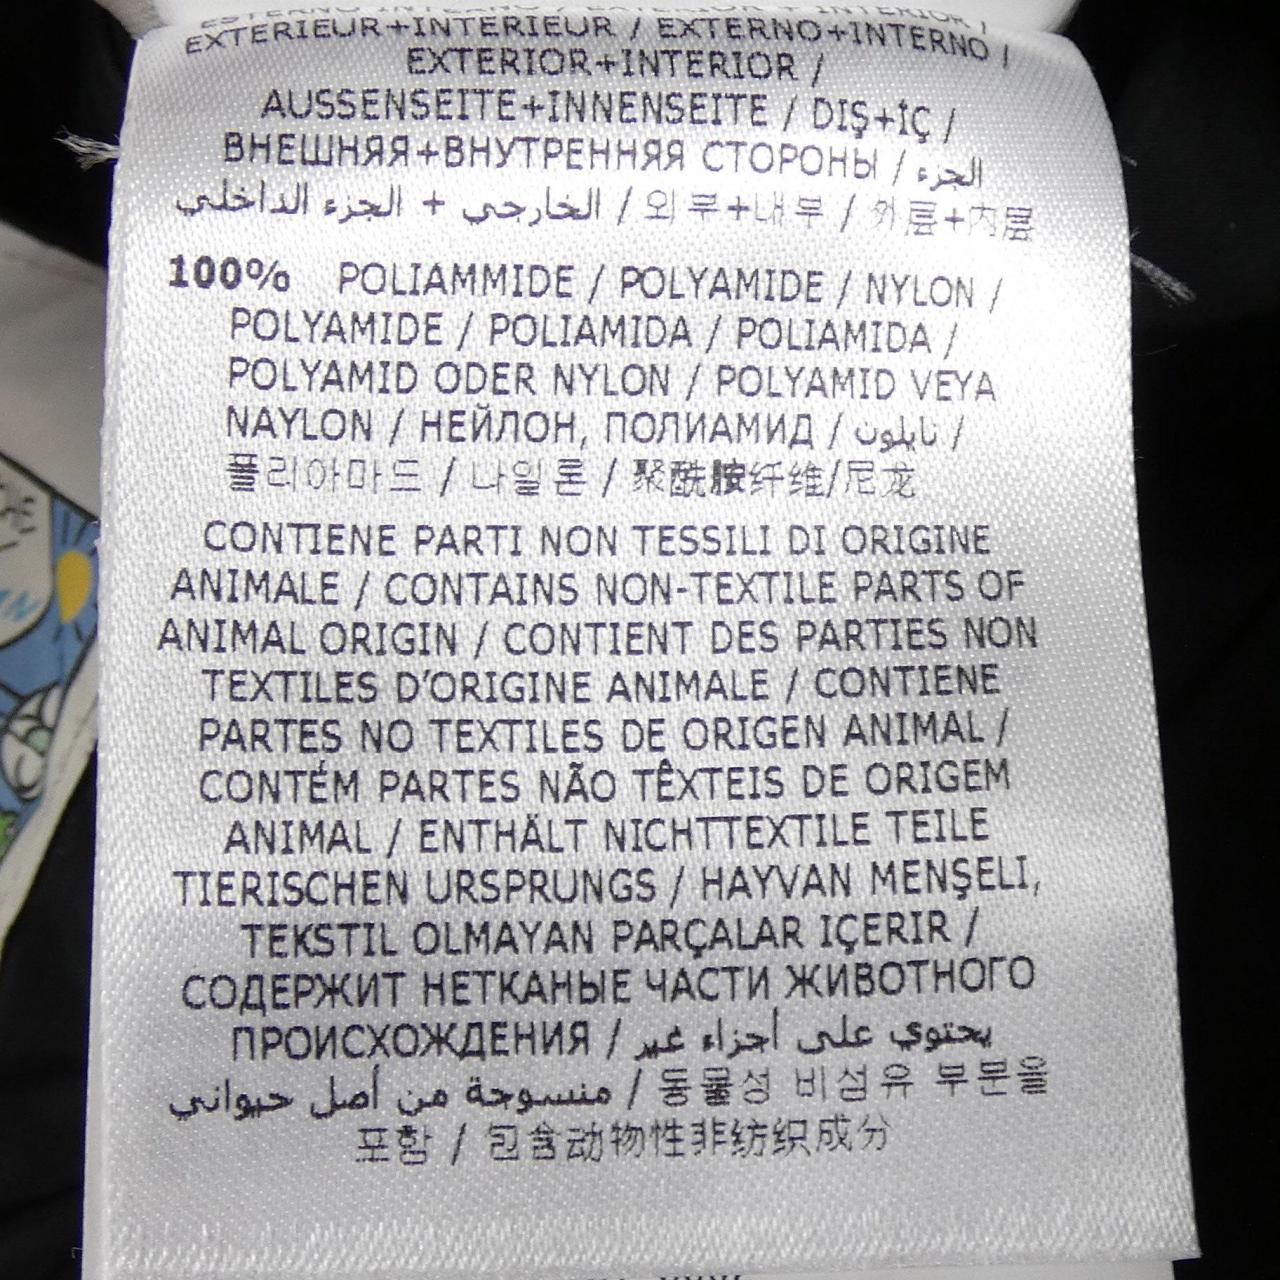 ESTERNO+INTERNO / EXTERIOR + INTERIOR /
EXTERIEUR+INTERIEUR / EXTERNO+INTERNO /
EXTERIOR+INTERIOR /
AUSSENSEITE+INNENSEITE / DIŞ+İÇ /
ВНЕШНЯЯ+ВНУТРЕННЯЯ СТОРОНЫ / الجزء
الخارجي + الجزء الداخلي / 외부+내부 / 外层+内层
100% POLIAMMIDE / POLYAMIDE / NYLON /
POLYAMIDE / POLIAMIDA / POLIAMIDA /
POLYAMID ODER NYLON / POLYAMID VEYA
NAYLON / НЕЙЛОН, ПОЛИАМИД / نايلون /
폴리아마드 / 나일론 / 聚酰胺纤维/尼龙
CONTIENE PARTI NON TESSILI DI ORIGINE
ANIMALE / CONTAINS NON-TEXTILE PARTS OF
ANIMAL ORIGIN / CONTIENT DES PARTIES NON
TEXTILES D'ORIGINE ANIMALE / CONTIENE
PARTES NO TEXTILES DE ORIGEN ANIMAL /
CONTÉM PARTES NÃO TÊXTEIS DE ORIGEM
ANIMAL / ENTHÄLT NICHTTEXTILE TEILE
TIERISCHEN URSPRUNGS / HAYVAN MENŞELI,
TEKSTIL OLMAYAN PARÇALAR IÇERIR /
СОДЕРЖИТ НЕТКАНЫЕ ЧАСТИ ЖИВОТНОГО
ПРОИСХОЖДЕНИЯ / يحتوي على أجزاء غير
منسوجة من أصل حيواني / 동물성 비섬유 부문을
포함 / 包含动物性非纺织成分